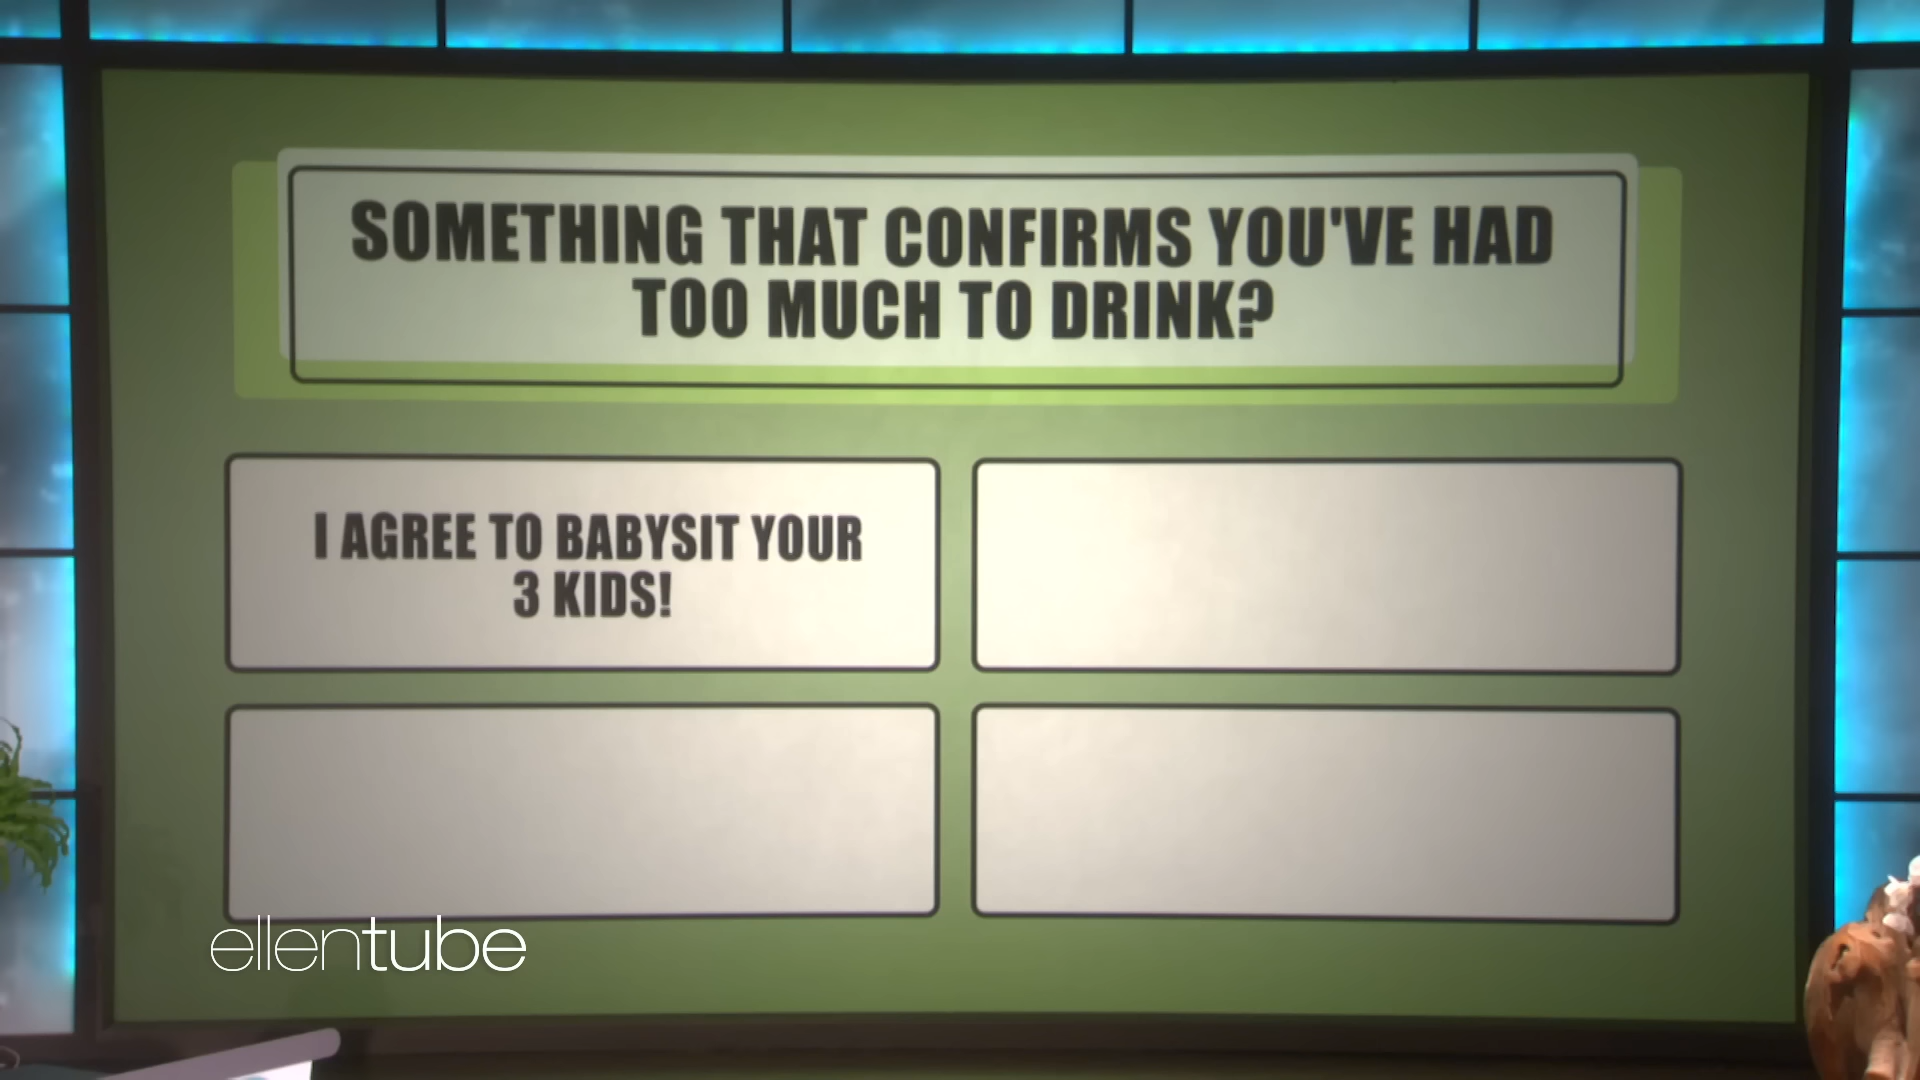 SOMETHING THAT CONFIRMS YOU'VE HAD
TOO MUCH TO DRINK?
I AGREE TO BABYSIT YOUR
3 KIDS!
ellentube